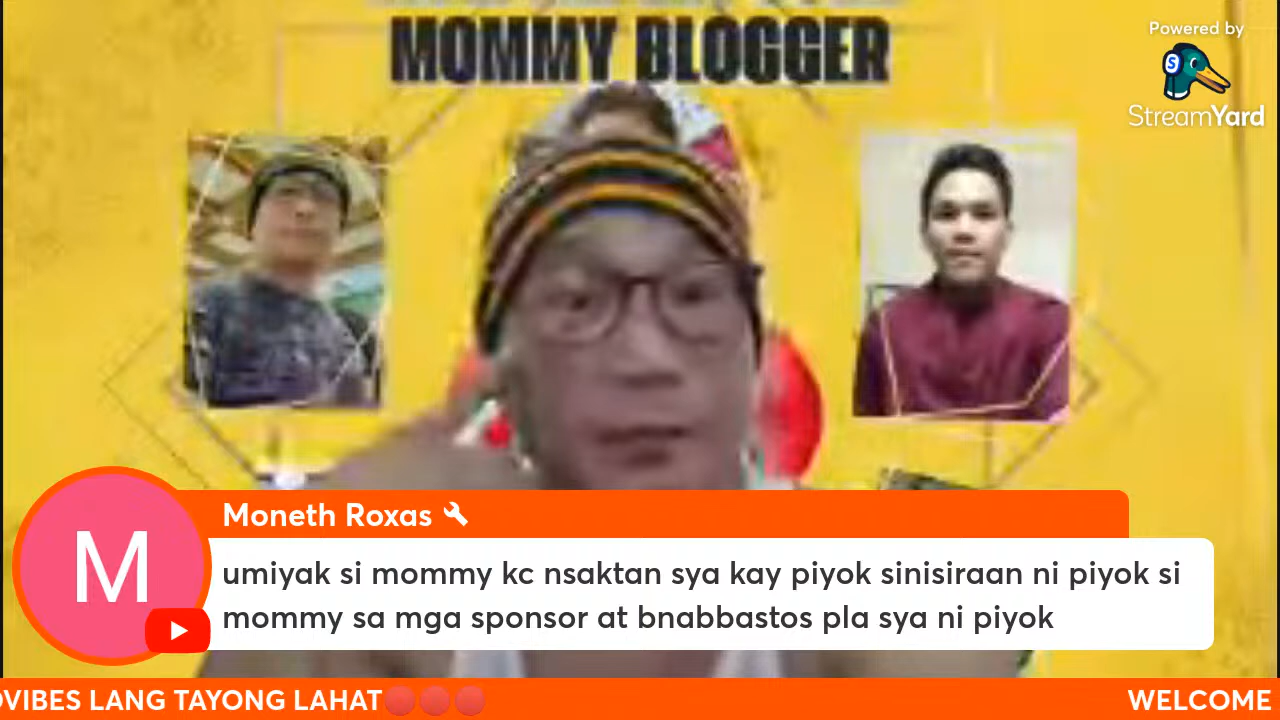 MOMMY BLOGGER
Powered by
StreamYard
M
Moneth Roxas
umiyak si mommy kc nsaktan sya kay piyok sinisiraan ni piyok si
mommy sa mga sponsor at bnabbastos pla sya ni piyok
VIBES LANG TAYONG LAHAT
WELCOME